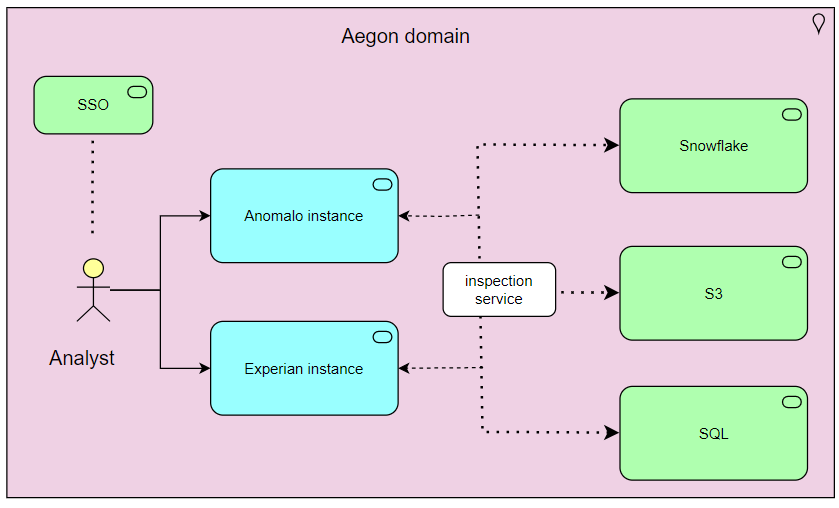 Aegon domain
SSO
Snowflake
Anomalo instance
inspection
service
S3
Analyst
Experian instance
SQL